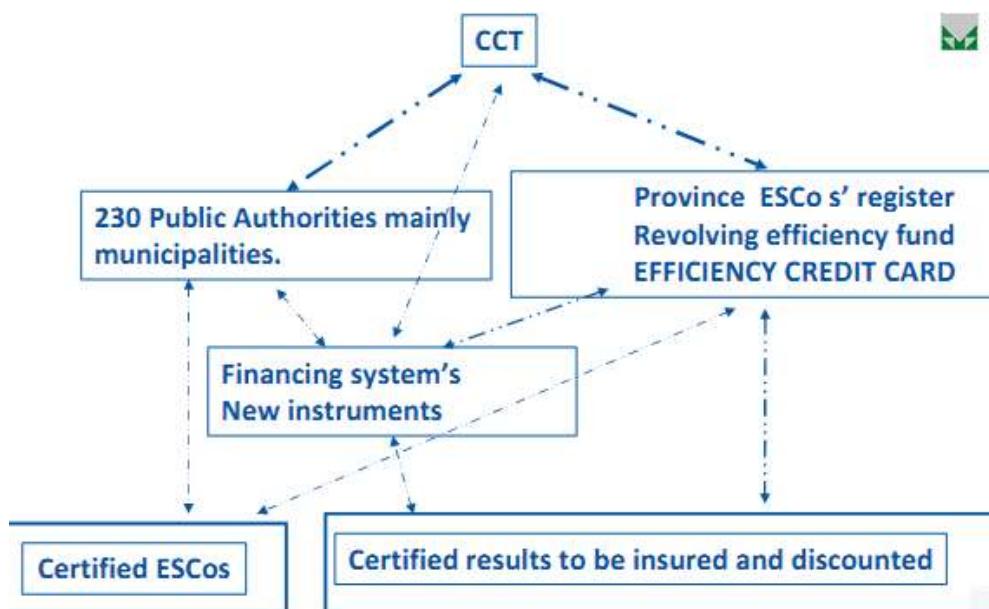 CCT
230 Public Authorities mainly
municipalities.
Province ESCo s’ register
Revolving efficiency fund
EFFICIENCY CREDIT CARD
Financing system’s
New instruments
Certified ESCos
Certified results to be insured and discounted